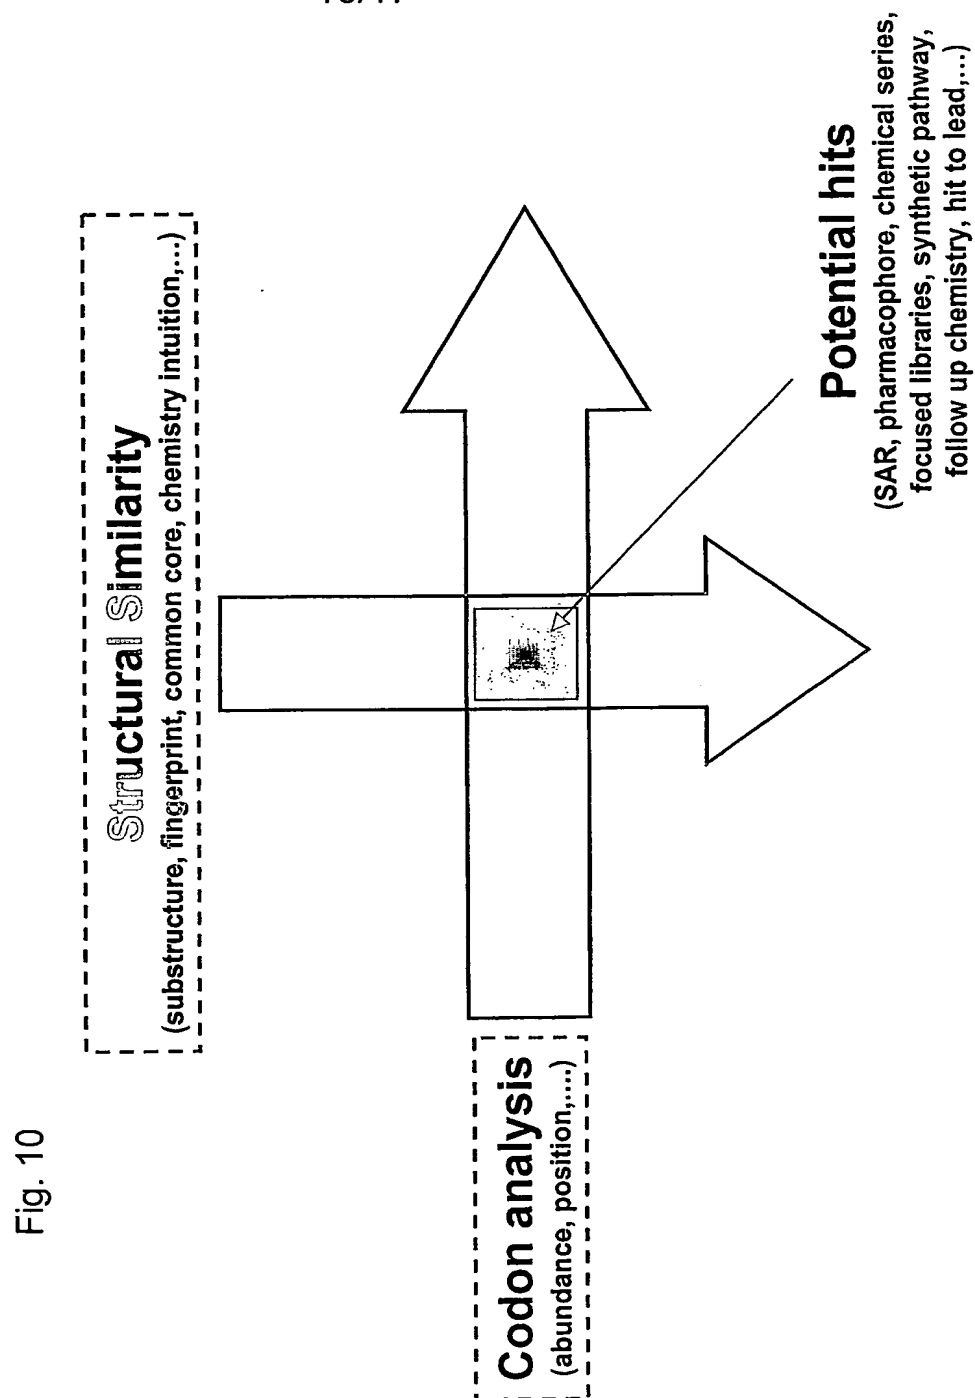 Fig. 10
Structural Similarity
(substructure, fingerprint, common core, chemistry intuition,...)
Codon analysis
(abundance, position,....)
Potential hits
(SAR, pharmacophore, chemical series,
focused libraries, synthetic pathway,
follow up chemistry, hit to lead,...)